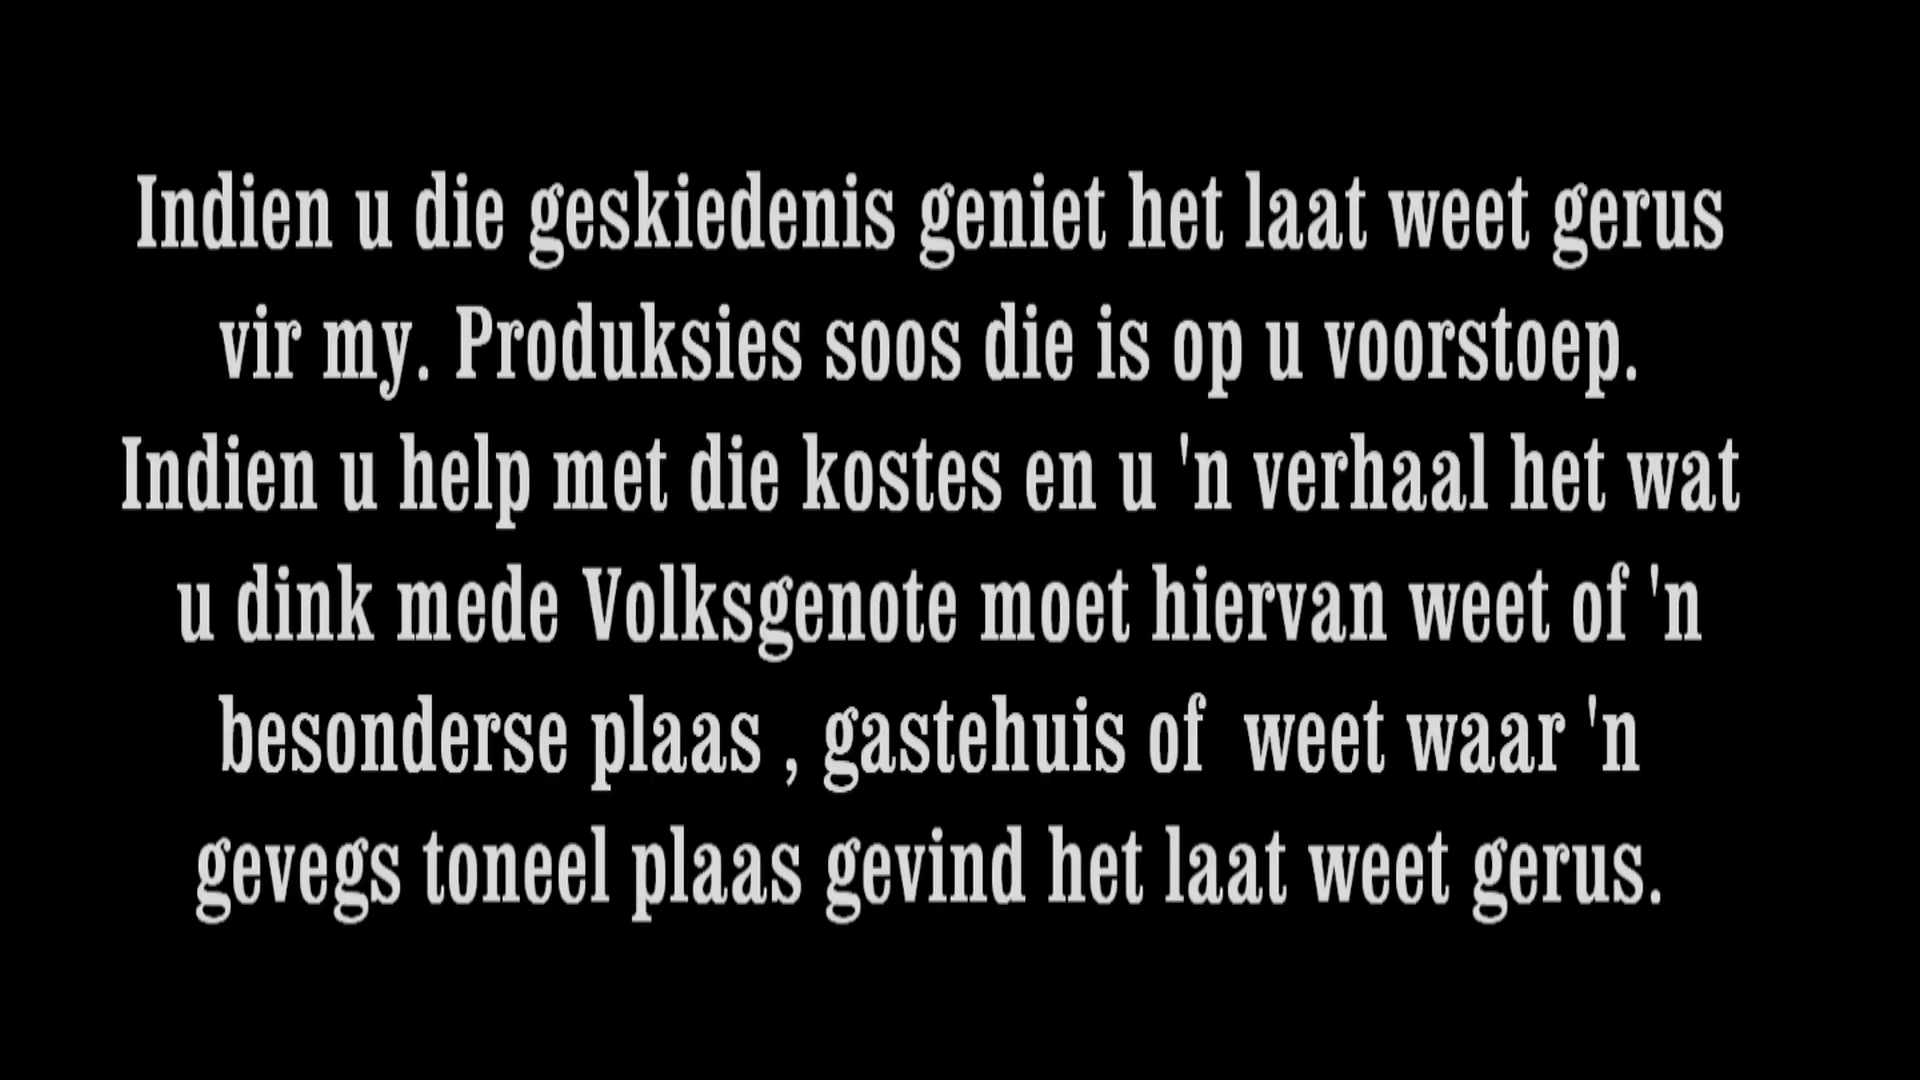 Indien u die geskiedenis geniet het laat weet gerus
vir my. Produksies soos die is op u voorstoep.
Indien u help met die kostes en u 'n verhaal het wat
u dink mede Volksgenote moet hiervan weet of 'n
besonderse plaas , gastehuis of  weet waar 'n
gevegs toneel plaas gevind het laat weet gerus.